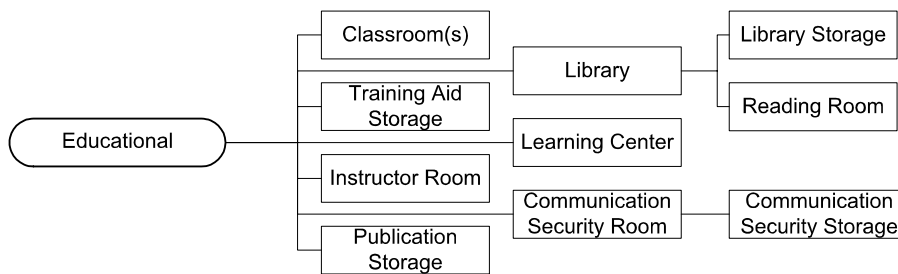 Educational
Classroom(s)
Training Aid
Storage
Instructor Room
Publication
Storage
Library
Learning Center
Communication
Security Room
Library Storage
Reading Room
Communication
Security Storage